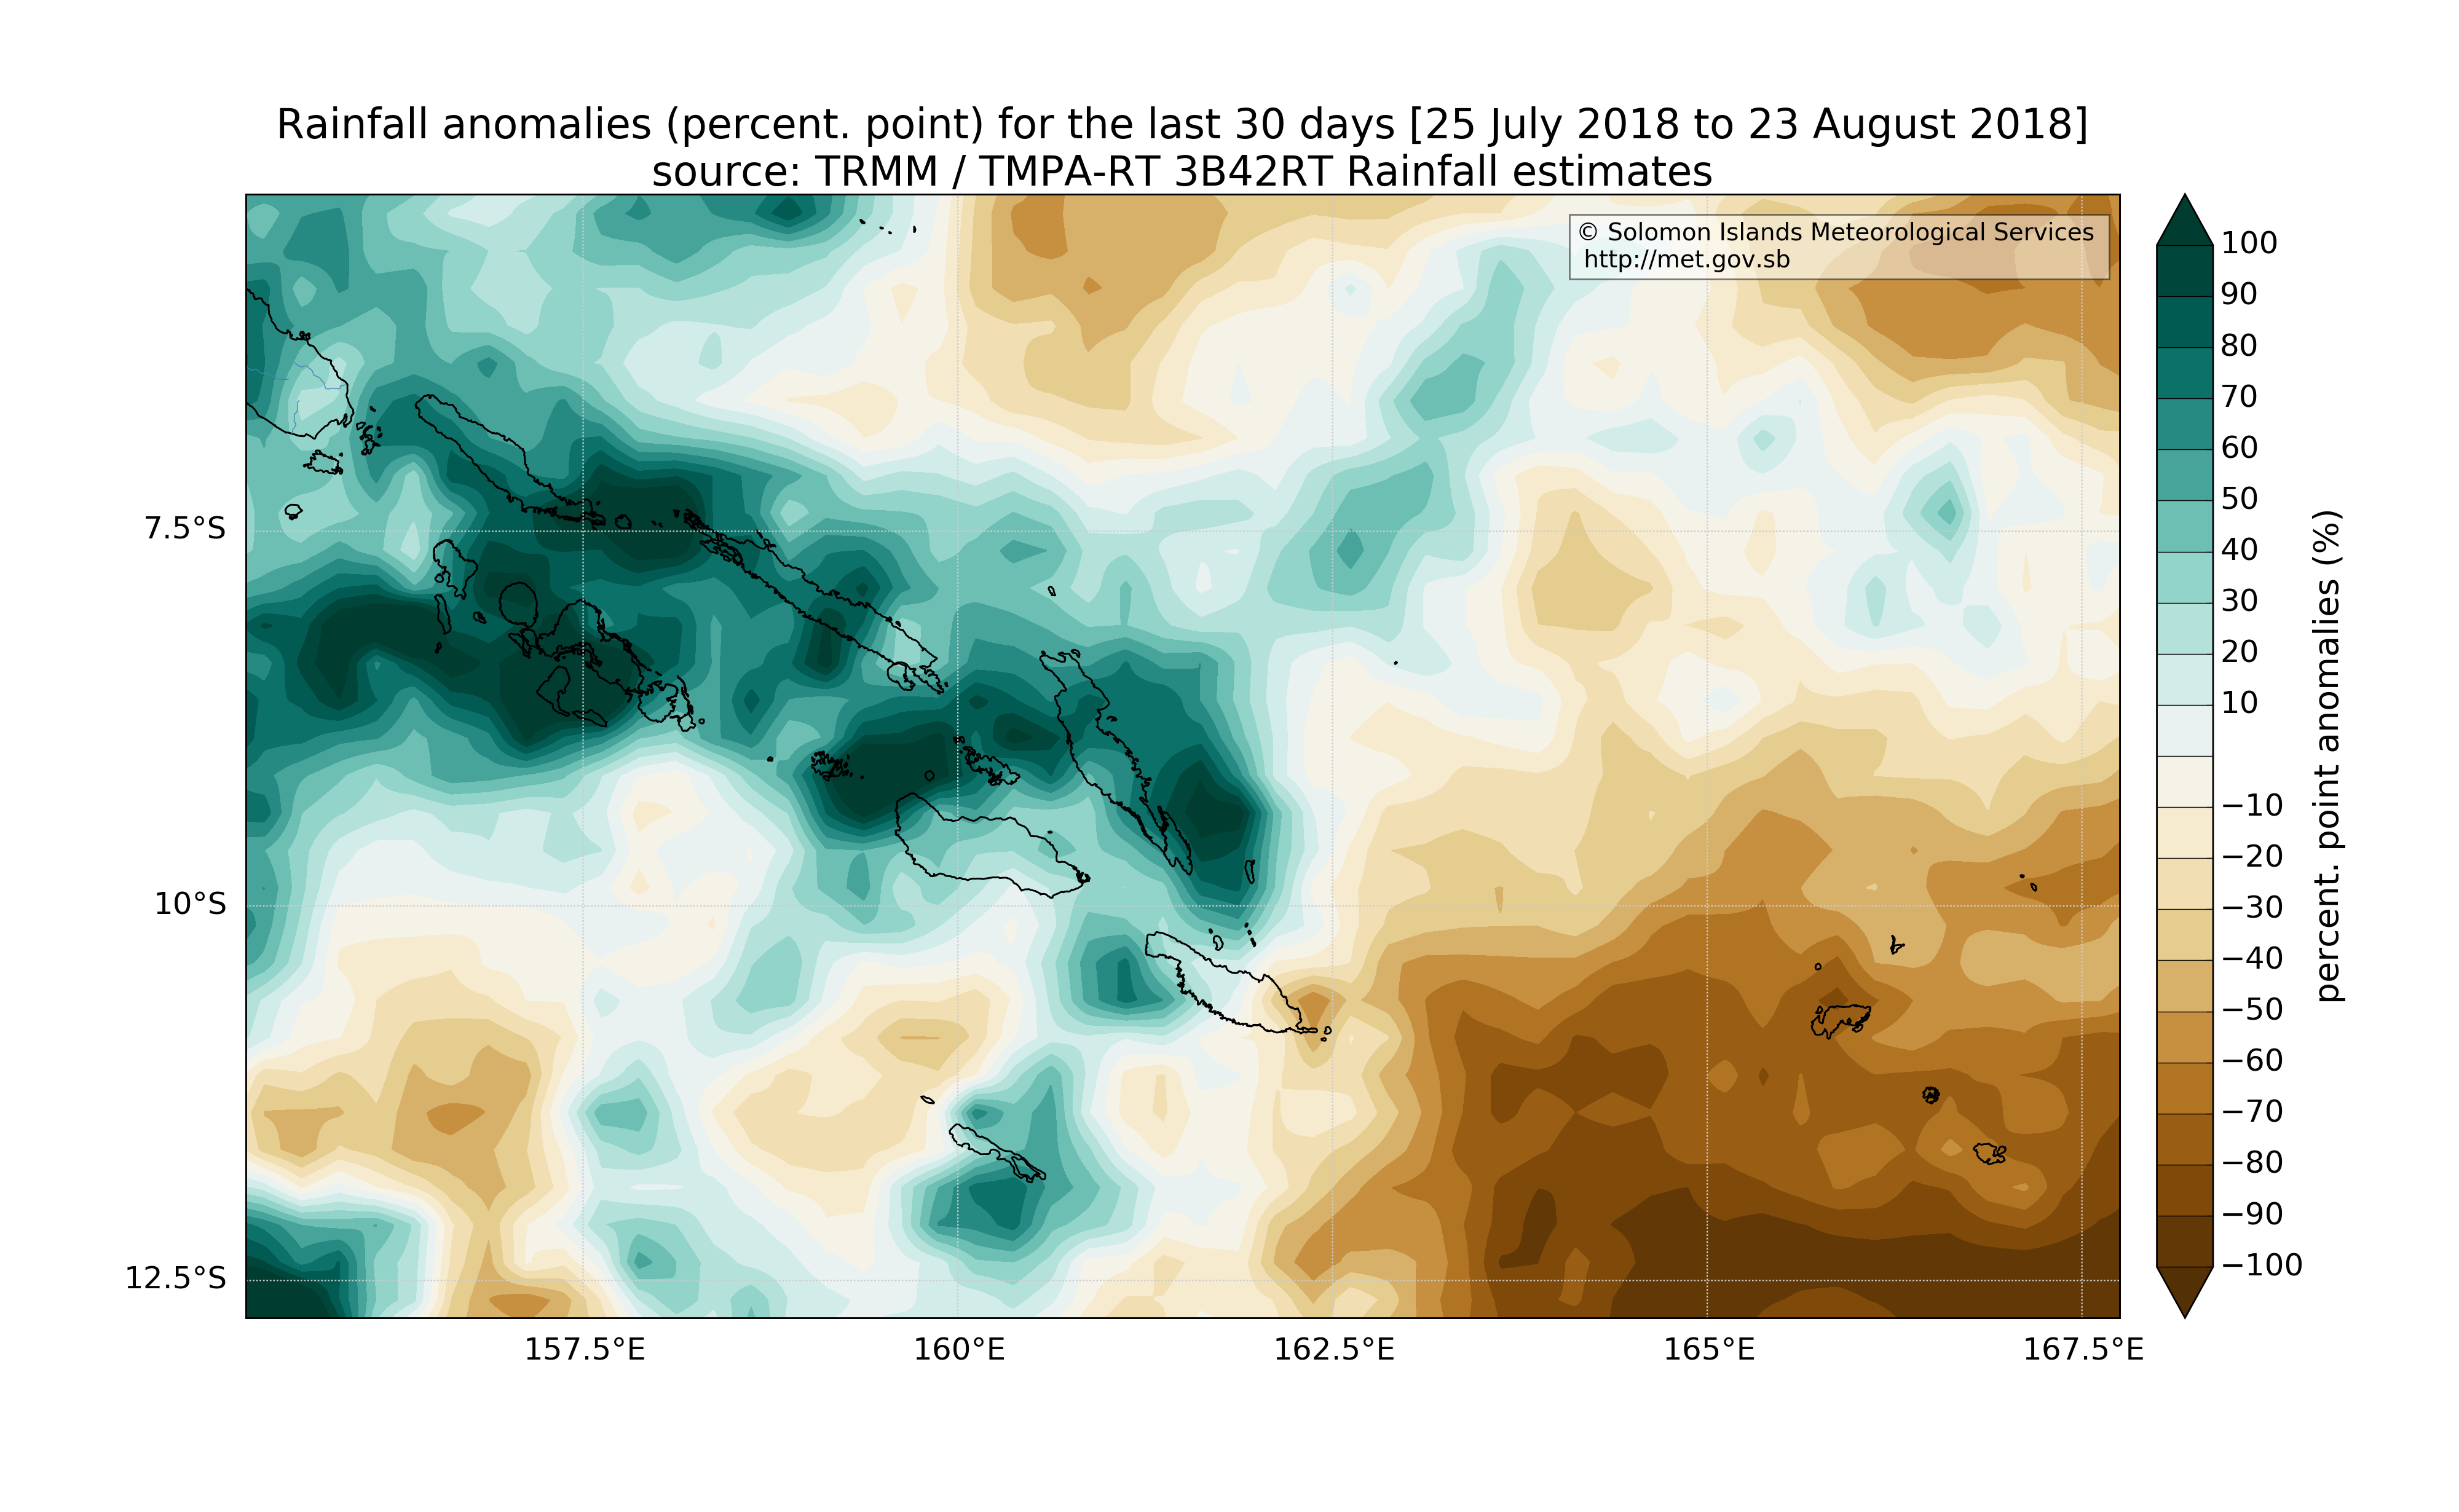 Rainfall anomalies (percent. point) for the last 30 days [25 July 2018 to 23 August 2018]
source: TRMM / TMPA-RT 3B42RT Rainfall estimates
© Solomon Islands Meteorological Services
http://met.gov.sb
7.5°S
10°S
12.5°S
157.5°E
160°E
162.5°E
165°E
167.5°E
100
90
80
70
60
50
40
30
20
10
−10
−20
−30
−40
−50
−60
−70
−80
−90
−100
percent. point anomalies (%)